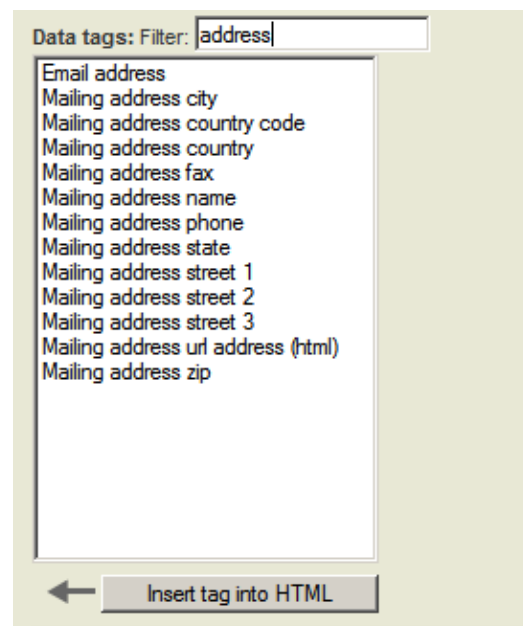 Data tags: Filter: address
Email address
Mailing address city
Mailing address country code
Mailing address country
Mailing address fax
Mailing address name
Mailing address phone
Mailing address state
Mailing address street 1
Mailing address street 2
Mailing address street 3
Mailing address url address (html)
Mailing address zip
Insert tag into HTML